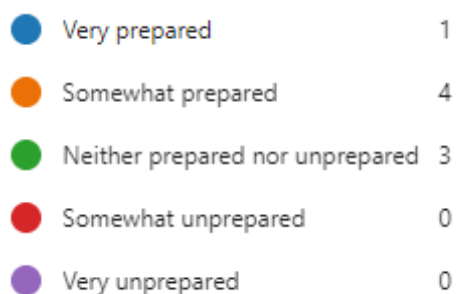 Very prepared 1
Somewhat prepared 4
Neither prepared nor unprepared 3
Somewhat unprepared 0
Very unprepared 0